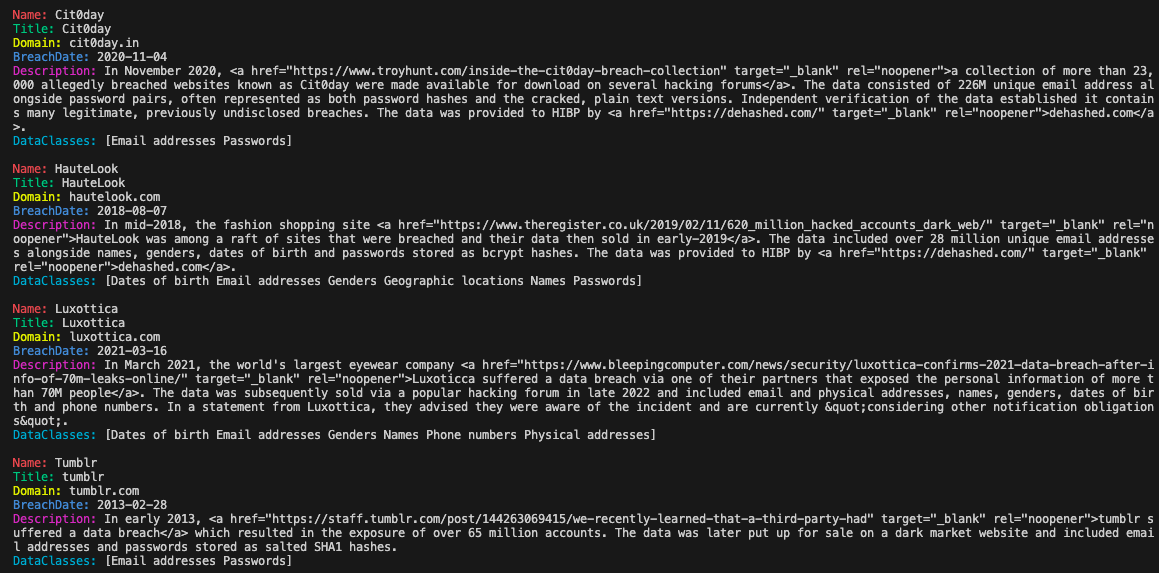 Name: Cit0day
Title: Cit0day
Domain: cit0day.in
BreachDate: 2020-11-04
Description: In November 2020, <a href="https://www.troyhunt.com/inside-the-cit0day-breach-collection" target="_blank" rel="noopener">a collection of more than 23,
000 allegedly breached websites known as Cit0day were made available for download on several hacking forums</a>. The data consisted of 226M unique email address al
ongside password pairs, often represented as both password hashes and the cracked, plain text versions. Independent verification of the data established it contain
s many legitimate, previously undisclosed breaches. The data was provided to HIBP by <a href="https://dehashed.com/" target="_blank" rel="noopener">dehashed.com</a
>.
DataClasses: [Email addresses Passwords]
Name: HauteLook
Title: HauteLook
Domain: hautelook.com
BreachDate: 2018-08-07
Description: In mid-2018, the fashion shopping site <a href="https://www.theregister.co.uk/2019/02/11/620_million_hacked_accounts_dark_web/" target="_blank" rel="n
oopener">HauteLook was among a raft of sites that were breached and their data then sold in early-2019</a>. The data included over 28 million unique email addresse
s alongside names, genders, dates of birth and passwords stored as bcrypt hashes. The data was provided to HIBP by <a href="https://dehashed.com/" target="_blank"
rel="noopener">dehashed.com</a>.
DataClasses: [Dates of birth Email addresses Genders Geographic locations Names Passwords]
Name: Luxottica
Title: Luxottica
Domain: luxottica.com
BreachDate: 2021-03-16
Description: In March 2021, the world's largest eyewear company <a href="https://www.bleepingcomputer.com/news/security/luxottica-confirms-2021-data-breach-after-i
nfo-of-70m-leaks-online/" target="_blank" rel="noopener">Luxoticca suffered a data breach via one of their partners that exposed the personal information of more t
han 70M people</a>. The data was subsequently sold via a popular hacking forum in late 2022 and included email and physical addresses, names, genders, dates of bir
th and phone numbers. In a statement from Luxottica, they advised they were aware of the incident and are currently &quot;considering other notification obligation
s&quot;.
DataClasses: [Dates of birth Email addresses Genders Names Phone numbers Physical addresses]
Name: Tumblr
Title: tumblr
Domain: tumblr.com
BreachDate: 2013-02-28
Description: In early 2013, <a href="https://staff.tumblr.com/post/144263069415/we-recently-learned-that-a-third-party-had" target="_blank" rel="noopener">tumblr s
uffered a data breach</a> which resulted in the exposure of over 65 million accounts. The data was later put up for sale on a dark market website and included emai
l addresses and passwords stored as salted SHA1 hashes.
DataClasses: [Email addresses Passwords]